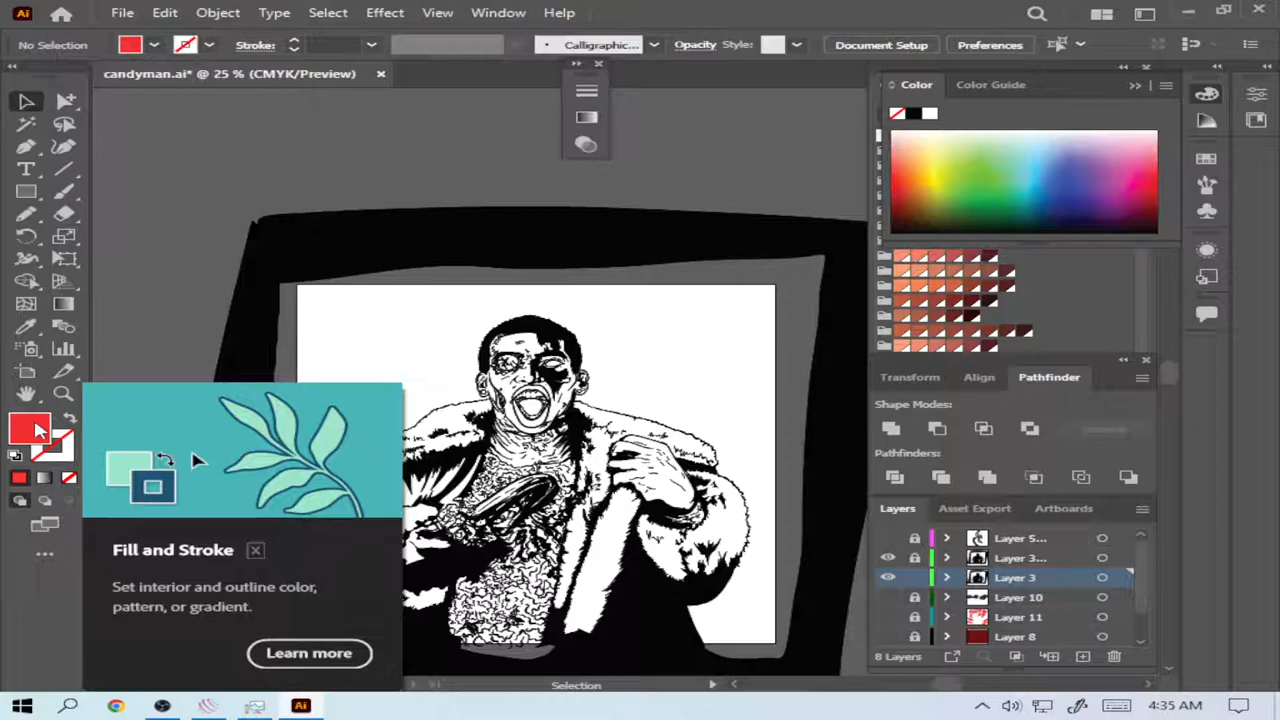 Ai File Edit Object Type Select Effect View Window Help
No Selection Stroke: Calligraphic... Opacity Style: Document Setup Preferences
candyman.ai* @ 25 % (CMYK/Preview)
Color Color Guide
Transform Align Pathfinder
Shape Modes:
Pathfinders:
Layers Asset Export Artboards
Layer 5...
Layer 3...
Layer 3
Layer 10
Layer 11
Layer 8
8 Layers
Fill and Stroke
Set interior and outline color,
pattern, or gradient.
Learn more
Selection
Ai 4:35 AM